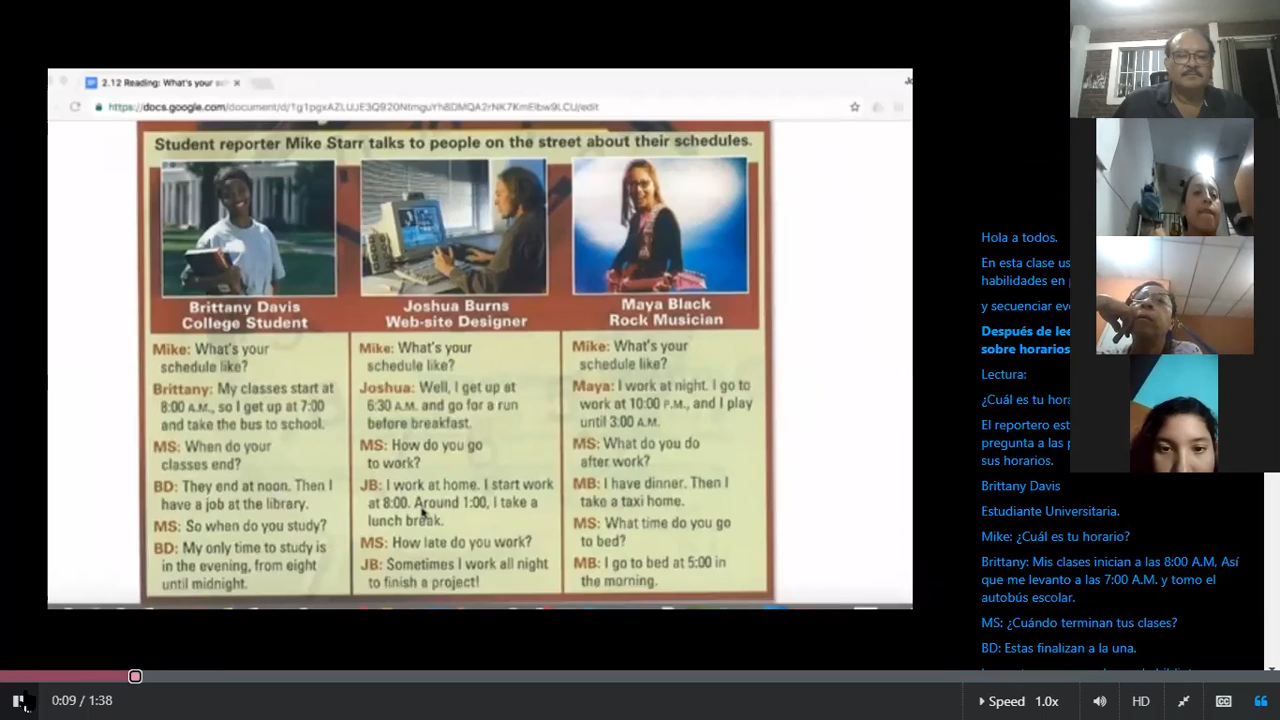 2.12 Reading: What's your
https://docs.google.com/document/d/1g1pgxAZLUJE3Q920NtmguYh8DMQA2rNK7KmElbw9LCU/edit
Student reporter Mike Starr talks to people on the street about their schedules.
Brittany Davis
College Student
Mike: What's your
schedule like?
Brittany: My classes start at
8:00 A.M., so I get up at 7:00
and take the bus to school.
MS: When do your
classes end?
BD: They end at noon. Then I
have a job at the library.
MS: So when do you study?
BD: My only time to study is
in the evening, from eight
until midnight.
Joshua Burns
Web-site Designer
Mike: What's your
schedule like?
Joshua: Well, I get up at
6:30 A.M. and go for a run
before breakfast.
MS: How do you go
to work?
JB: I work at home. I start work
at 8:00. Around 1:00, I take a
lunch break.
MS: How late do you work?
JB: Sometimes I work all night
to finish a project!
Maya Black
Rock Musician
Mike: What's your
schedule like?
Maya: I work at night. I go to
work at 10:00 P.M., and I play
until 3:00 A.M.
MS: What do you do
after work?
MB: I have dinner. Then I
take a taxi home.
MS: What time do you go
to bed?
MB: I go to bed at 5:00 in
the morning.
Hola a todos.
En esta clase
habilidades en
y secuenciar
Después de
sobre horarios
Lectura:
¿Cuál es tu
El reportero
pregunta a las
sus horarios.
Brittany Davis
Estudiante Universitaria.
Mike: ¿Cuál es tu horario?
Brittany: Mis clases inician a las 8:00 A.M, Así
que me levanto a las 7:00 A.M. y tomo el
autobús escolar.
MS: ¿Cuándo terminan tus clases?
BD: Estas finalizan a la una.
0:09 / 1:38
Speed 1.0x
HD
CC